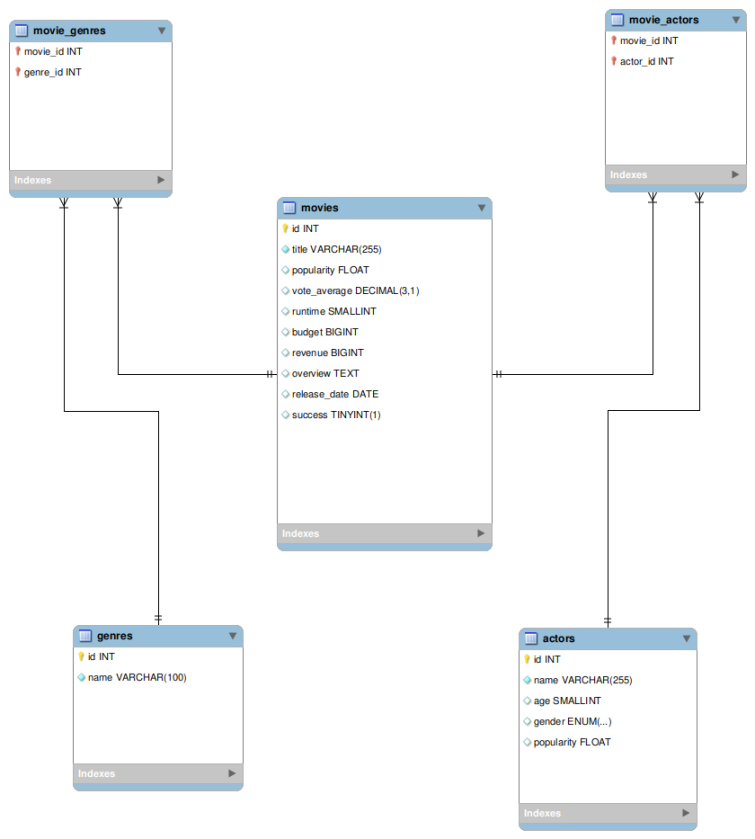 movie_genres
movie_id INT
genre_id INT
Indexes
movie_actors
movie_id INT
actor_id INT
Indexes
movies
id INT
title VARCHAR(255)
popularity FLOAT
vote_average DECIMAL(3,1)
runtime SMALLINT
budget BIGINT
revenue BIGINT
overview TEXT
release_date DATE
success TINYINT(1)
Indexes
genres
id INT
name VARCHAR(100)
Indexes
actors
id INT
name VARCHAR(255)
age SMALLINT
gender ENUM(...)
popularity FLOAT
Indexes